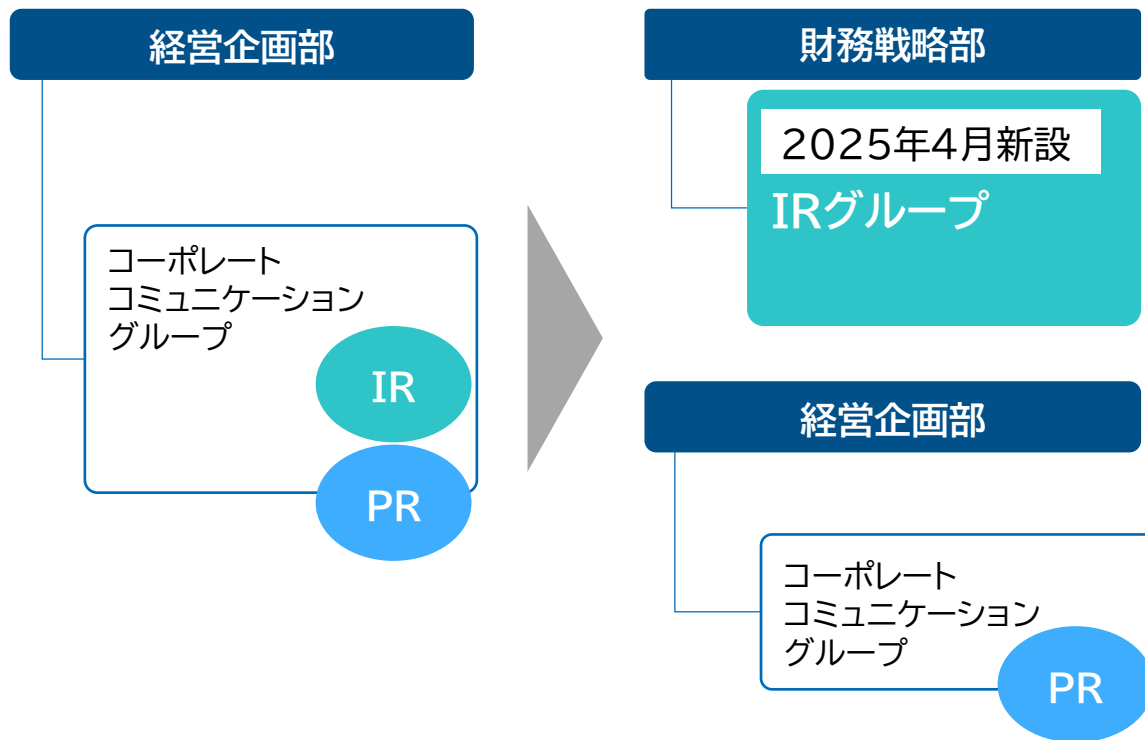 経営企画部
コーポレート
コミュニケーション
グループ
IR
PR
財務戦略部
2025年4月新設
IRグループ
経営企画部
コーポレート
コミュニケーション
グループ
PR